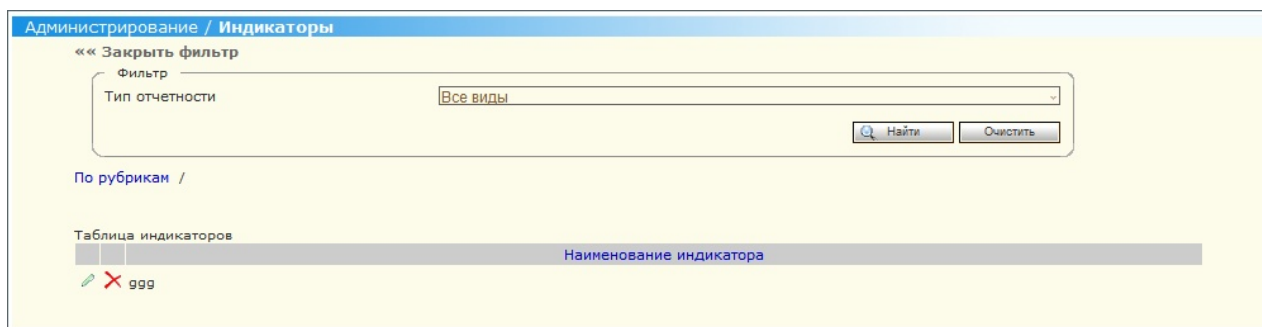 Администрирование / Индикаторы
«« Закрыть фильтр
Фильтр
Тип отчетности Все виды
Найти Очистить
По рубрикам /
Таблица индикаторов
Наименование индикатора
ggg